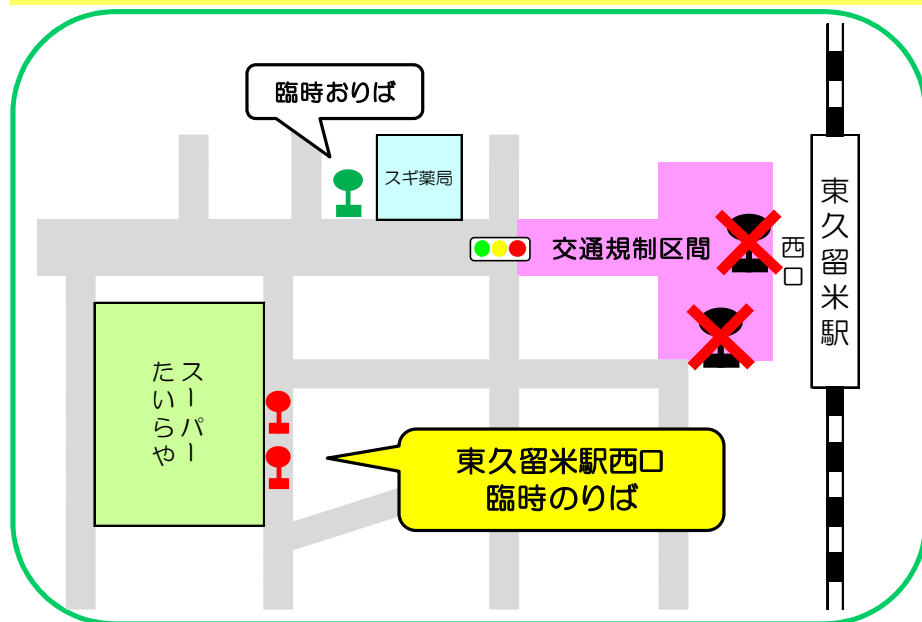 臨時おりば
スギ薬局
交通規制区間
西口
東久留米駅
スーパー
たいらや
東久留米駅西口
臨時のりば